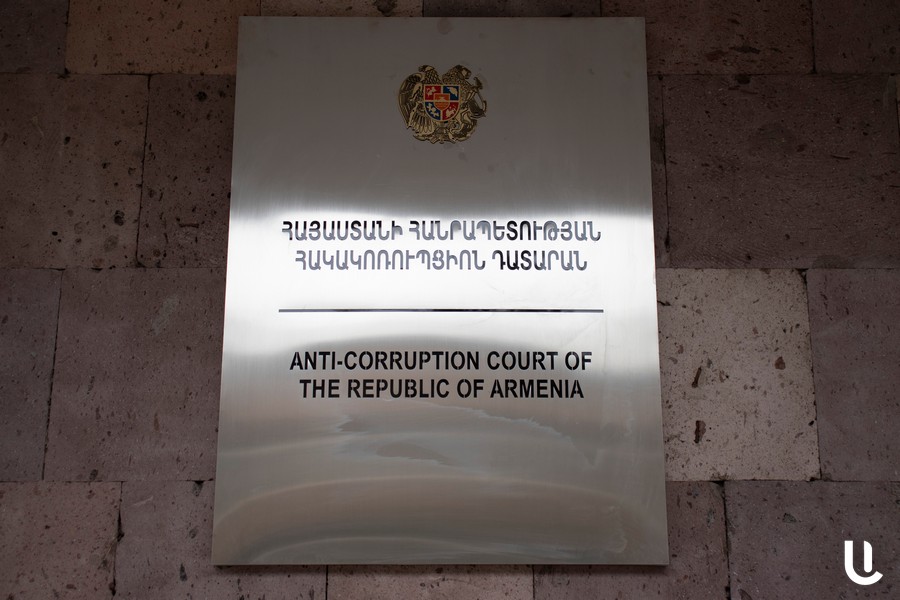 ՀԱՅԱՍՏԱՆԻ ՀԱՆՐԱՊԵՏՈՒԹՅԱՆ
ՀԱԿԱԿՈՌՈՒՊՑԻՈՆ ԴԱՏԱՐԱՆ
ANTI-CORRUPTION COURT OF
THE REPUBLIC OF ARMENIA